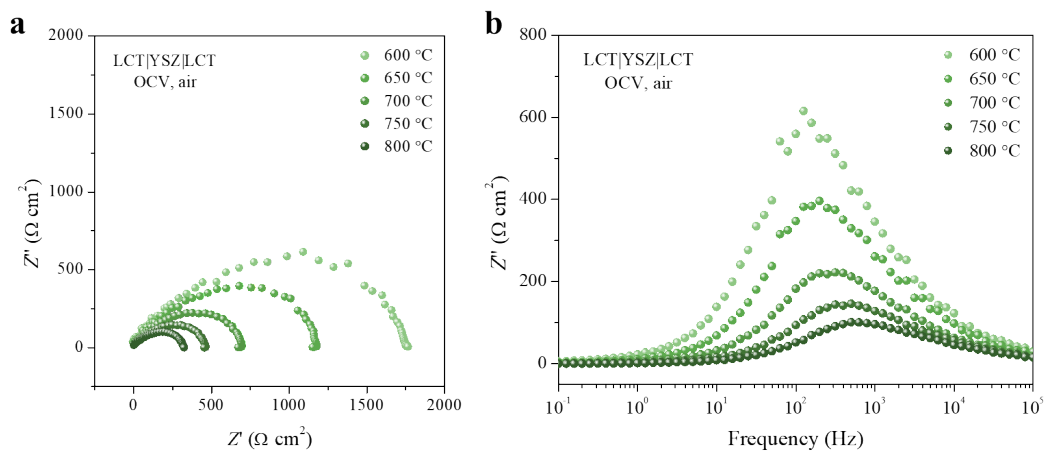 a
LCT|YSZ|LCT
OCV, air
600 °C
650 °C
700 °C
750 °C
800 °C
2000
1500
1000
500
0
Z'' (Ω cm²)
0 500 1000 1500 2000
Z' (Ω cm²)
b
LCT|YSZ|LCT
OCV, air
600 °C
650 °C
700 °C
750 °C
800 °C
800
600
400
200
0
Z'' (Ω cm²)
10⁻¹ 10⁰ 10¹ 10² 10³ 10⁴ 10⁵
Frequency (Hz)